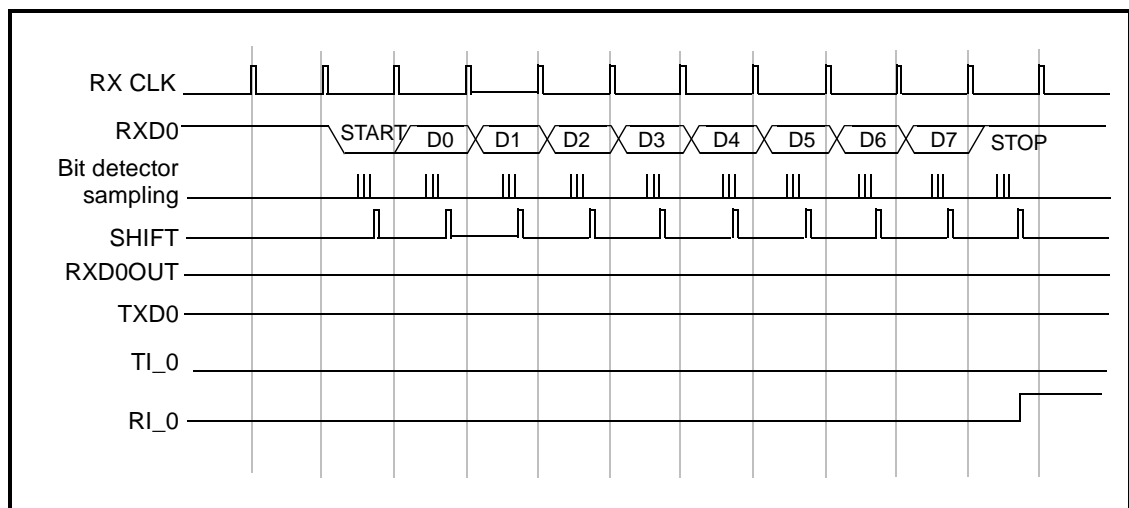 RX CLK
RXD0 START D0 D1 D2 D3 D4 D5 D6 D7 STOP
Bit detector
sampling
SHIFT
RXD0OUT
TXD0
TI_0
RI_0